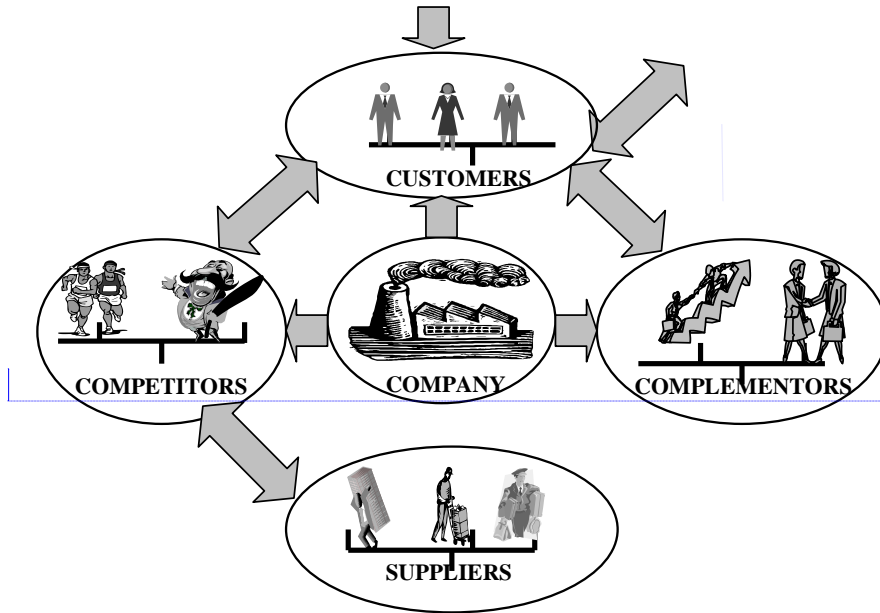 CUSTOMERS
COMPETITORS
COMPANY
COMPLEMENTORS
SUPPLIERS